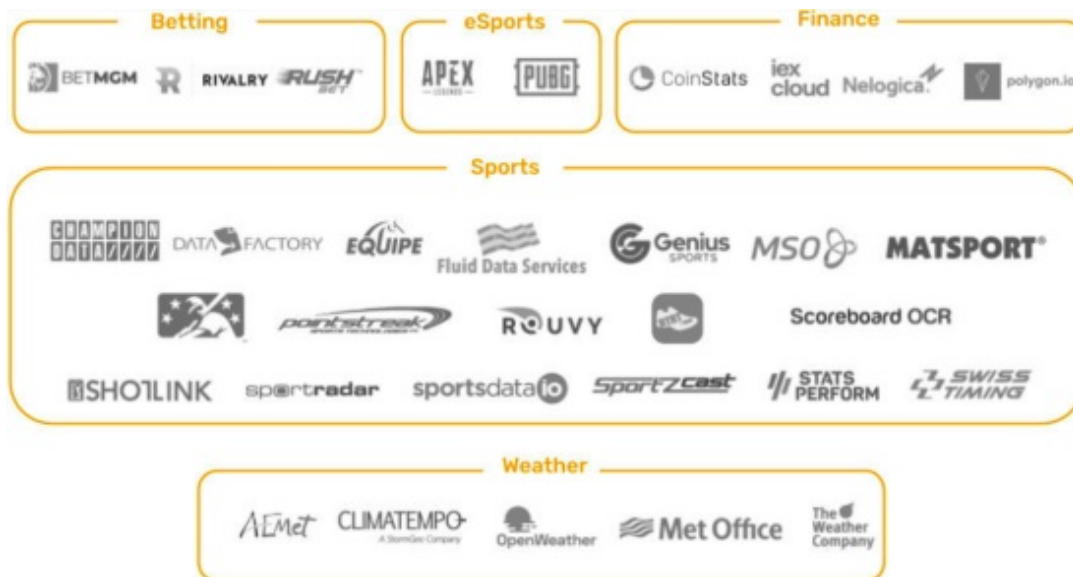 Betting
eSports
Finance
BETMGM
RIVALRY
RUSH
BET
APEX
LEGENDS
PUBG
CoinStats
iex
cloud
Nelogica
polygon.io
Sports
CHAMPION
DATA////
DATA FACTORY
EQUIPE
Fluid Data Services
Genius
SPORTS
MSO
MATSPORT®
pointstreak
SPORTS TECHNOLOGIES
ROUVY
Scoreboard OCR
SHOTLINK
sportradar
sportsdata io
SPORTZCAST
STATS
PERFORM
SWISS
TIMING
Weather
AEMet
CLIMATEMPO
A StormGeo Company
OpenWeather
Met Office
The
Weather
Company